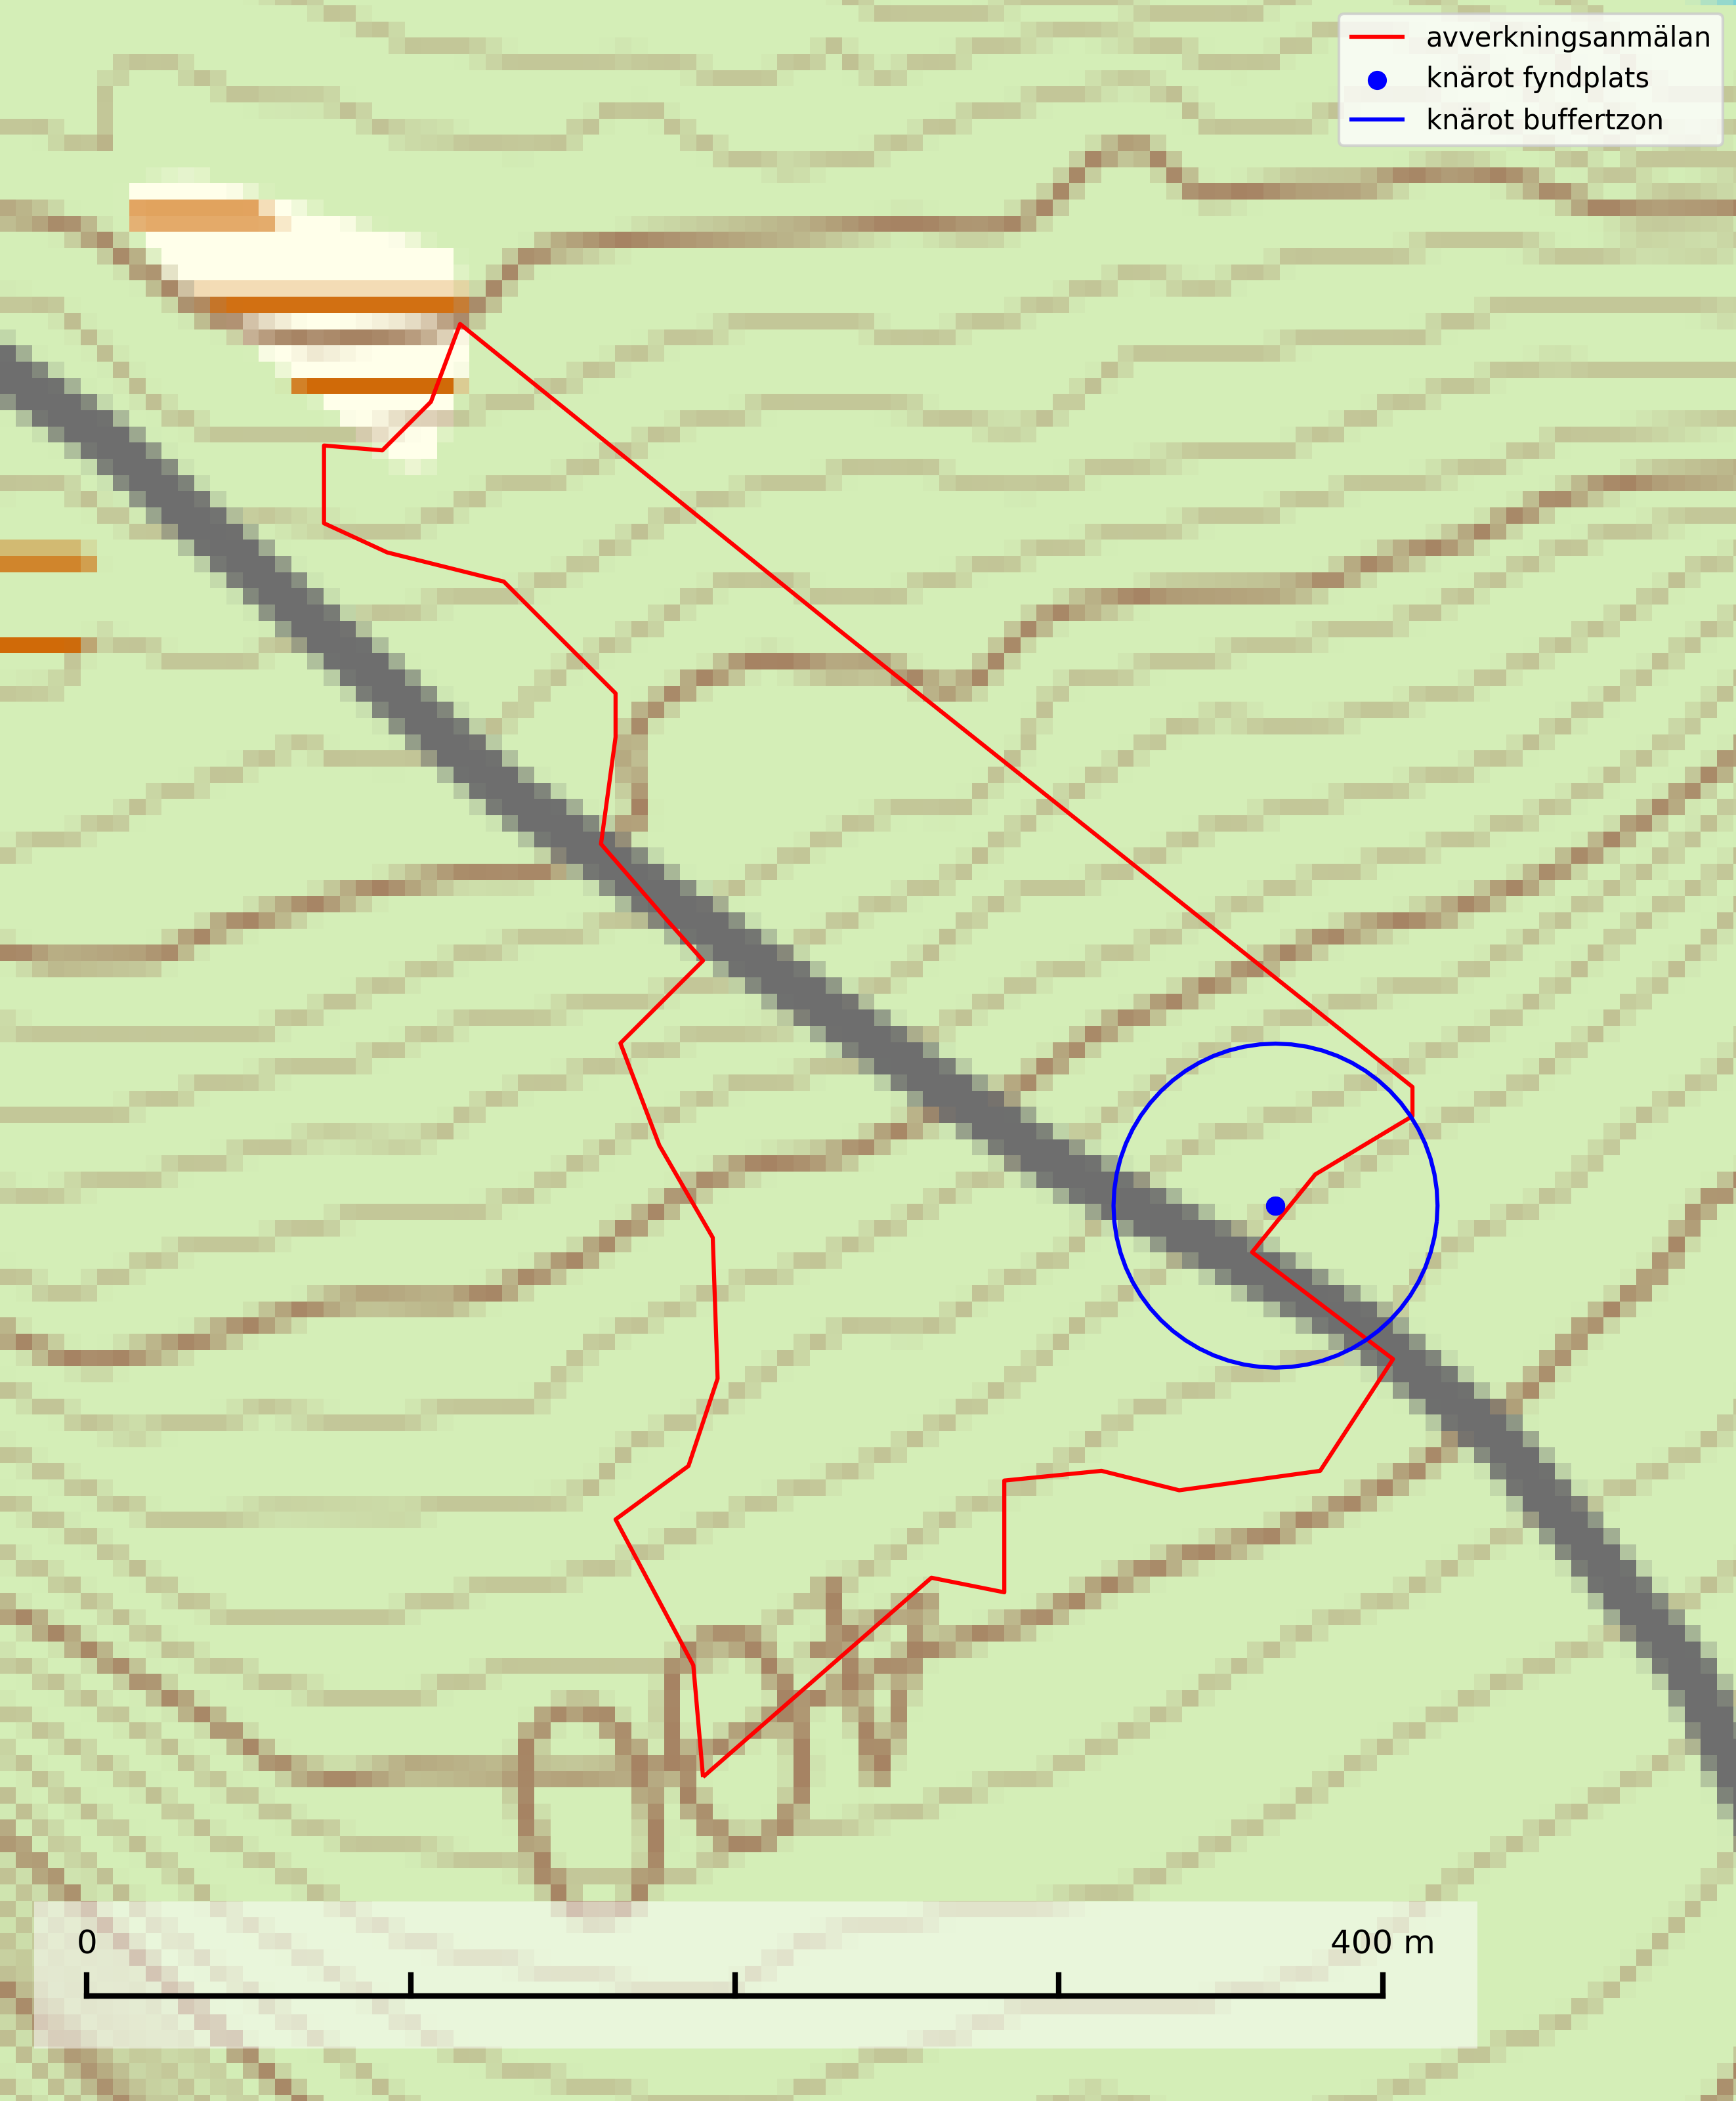 avverkningsanmälan
knärot fyndplats
knärot buffertzon
0 400 m